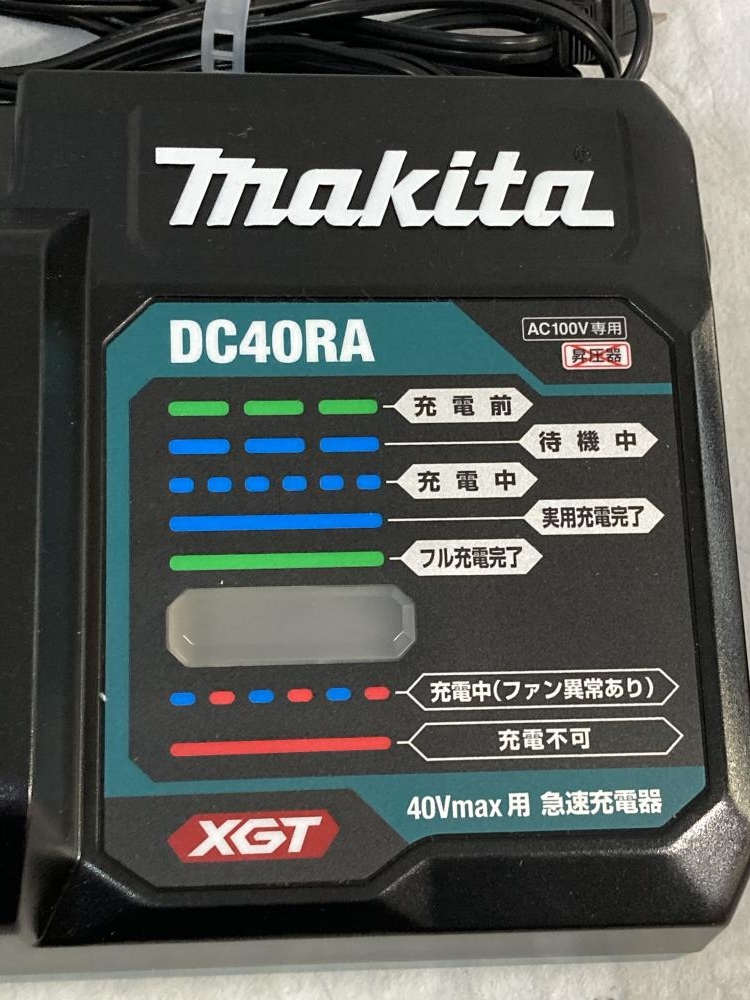 makita®
DC40RA
AC100V専用
昇圧器
充電前
待機中
充電中
実用充電完了
フル充電完了
充電中(ファン異常あり)
充電不可
40Vmax用 急速充電器
XGT